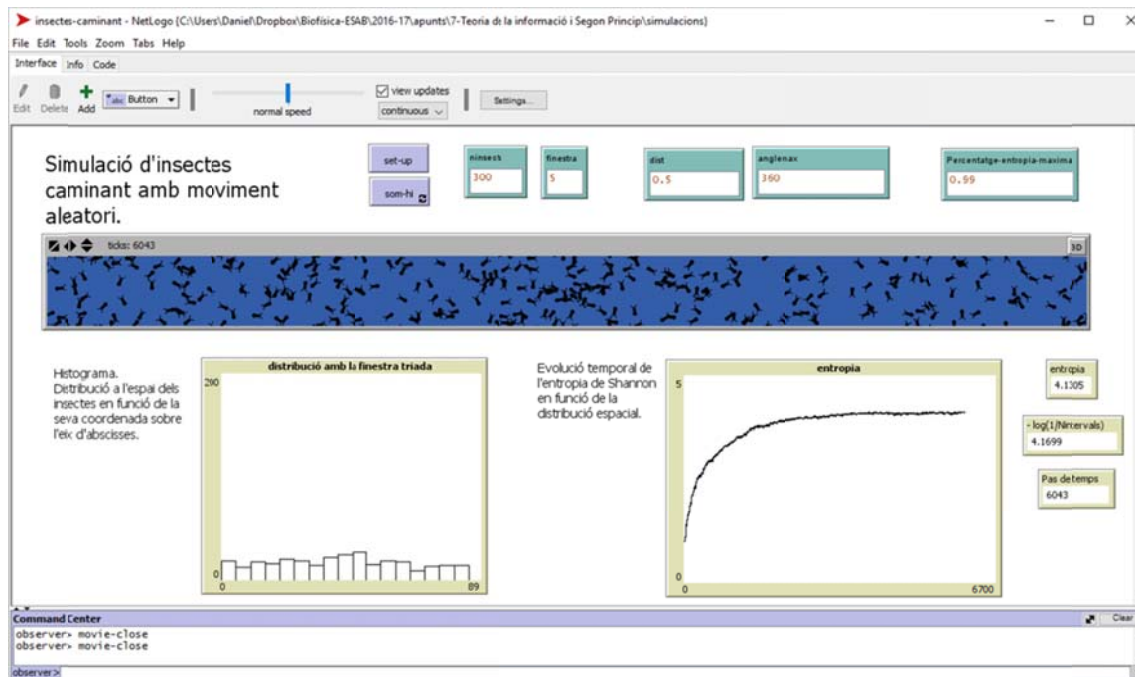 insectes-caminant - NetLogo {C:\Users\Daniel\Dropbox\Biofísica-ESAB\2016-17\apunts\7-Teoria de la informació i Segon Princip\simulacions}
File Edit Tools Zoom Tabs Help
Interface Info Code
Edit Delete Add
abc Button
normal speed
view updates
continuous
Settings...
Simulació d'insectes
caminant amb moviment
aleatori.
set-up
som-hi
ninsects
300
finestra
5
dist
0.5
anglemax
360
Percentatge-entropia-maxima
0.99
ticks: 6043
3D
Histograma.
Distribució a l'espai dels
insectes en funció de la
seva coordenada sobre
l'eix d'abscisses.
distribució amb la finestra triada
200
0
0
89
Evolució temporal de
l'entropia de Shannon
en funció de la
distribució espacial.
entropia
5
0
0
6700
entropia
4.1305
- log(1/Nintervals)
4.1699
Pas de temps
6043
Command Center
Clear
observer> movie-close
observer> movie-close
observer>